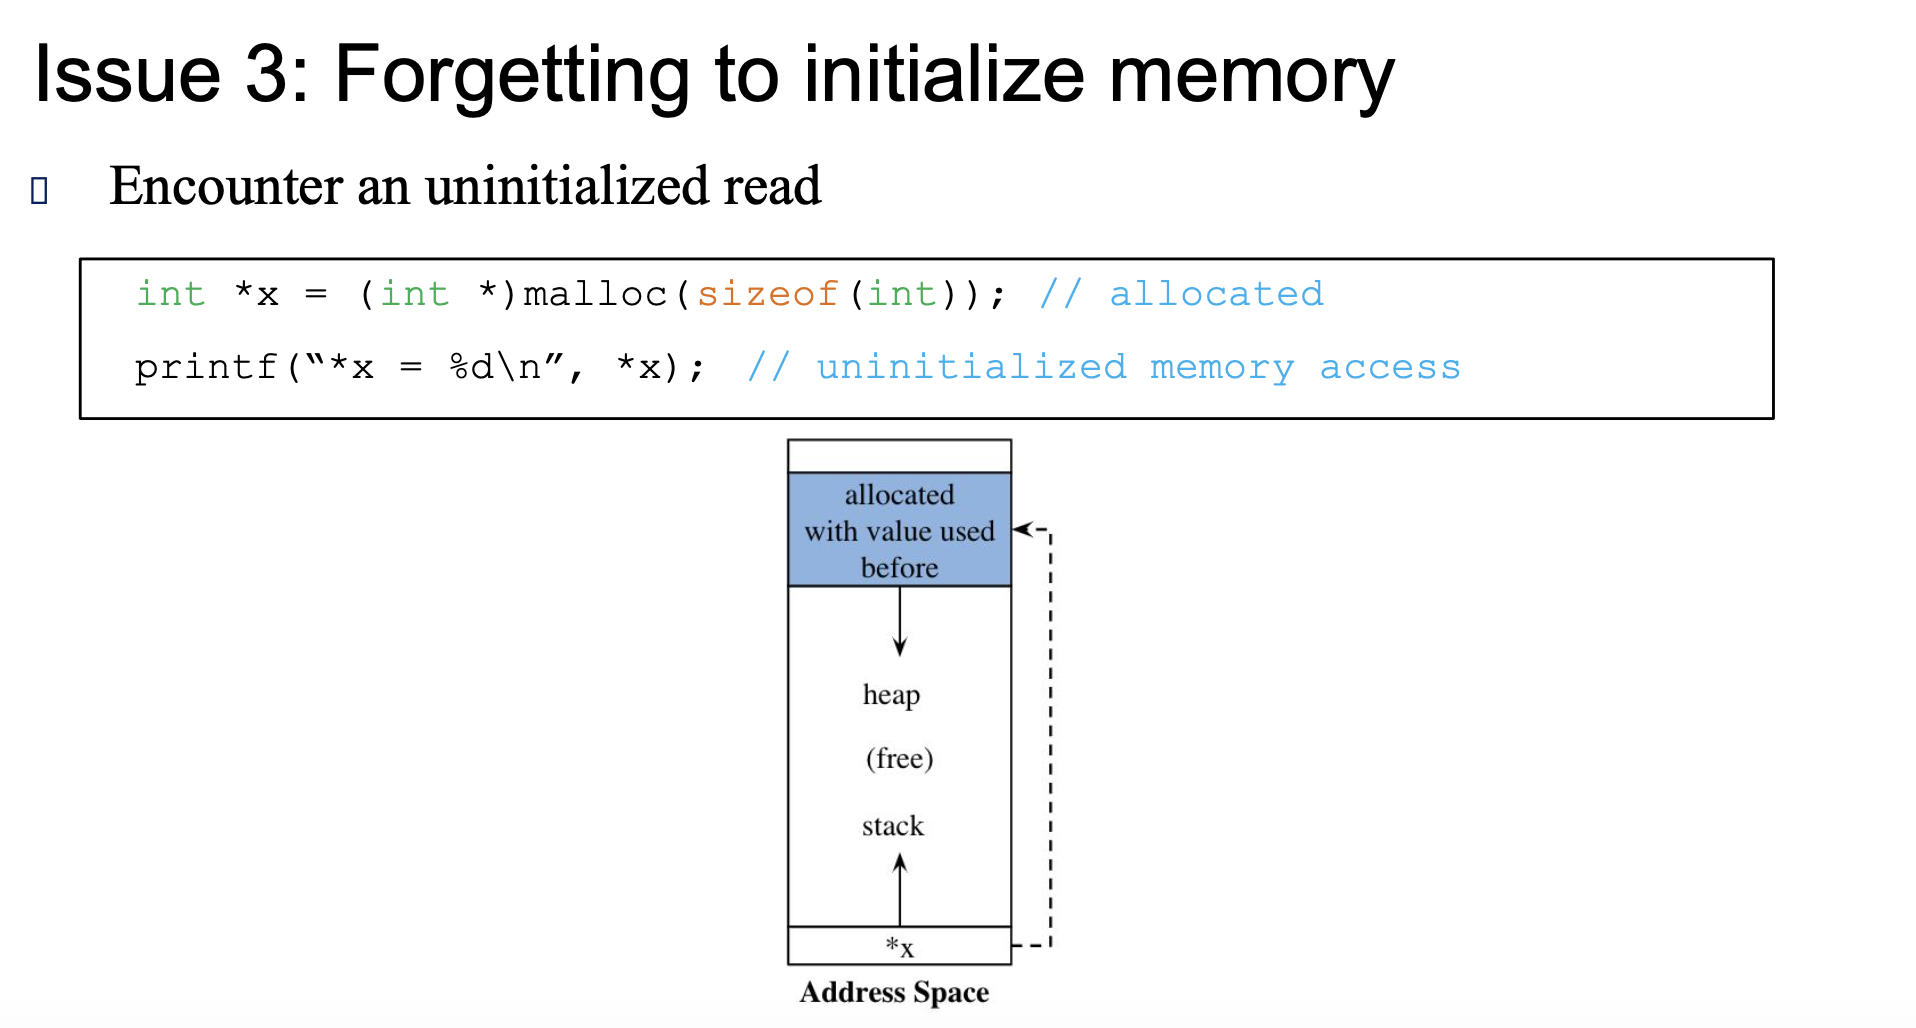 Issue 3: Forgetting to initialize memory
Encounter an uninitialized read
int *x = (int *)malloc(sizeof(int)); // allocated
printf(“*x = %d\n”, *x); // uninitialized memory access
allocated
with value used
before
heap
(free)
stack
*x
Address Space